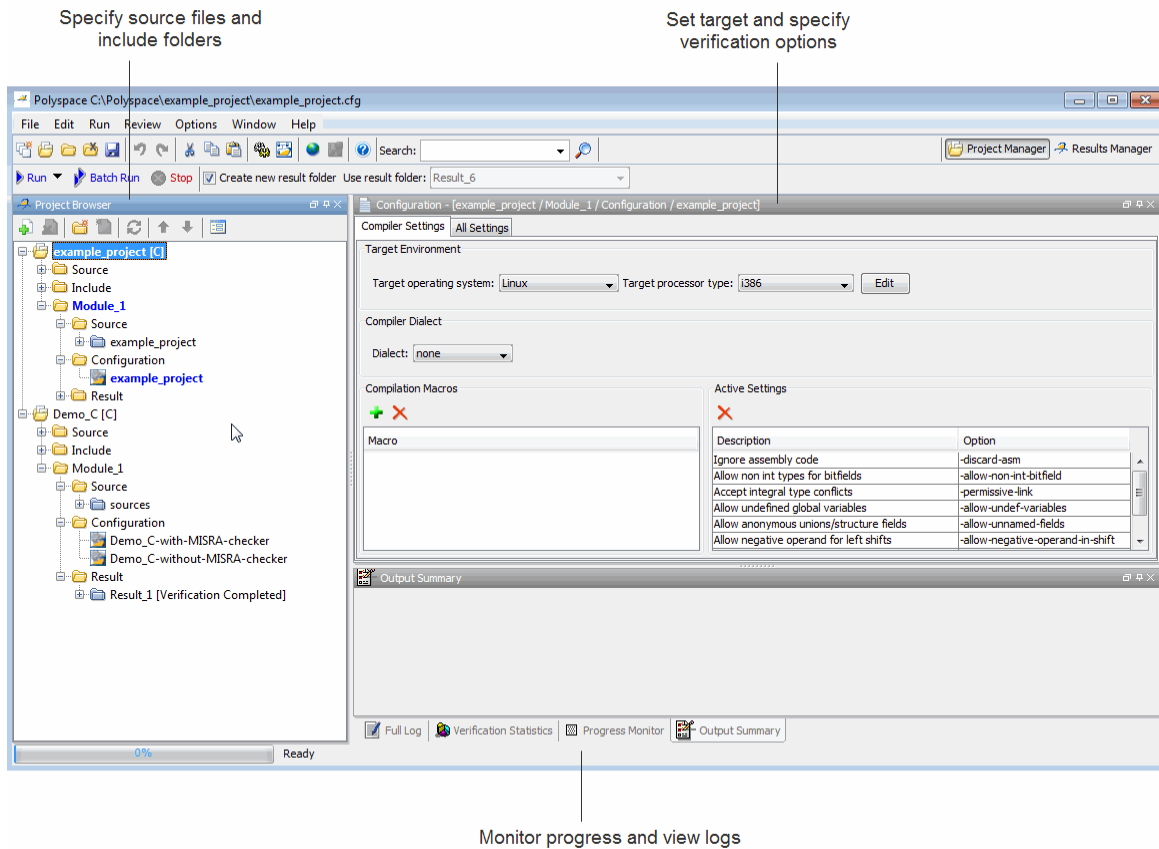 Specify source files and
include folders
Set target and specify
verification options
Polyspace C:\Polyspace\example_project\example_project.cfg
File Edit Run Review Options Window Help
Search:
Project Manager Results Manager
Run Batch Run Stop Create new result folder Use result folder: Result_6
Project Browser
Configuration - [example_project / Module_1 / Configuration / example_project]
example_project [C]
Source
Include
Module_1
Source
example_project
Configuration
example_project
Result
Demo_C [C]
Source
Include
Module_1
Source
sources
Configuration
Demo_C-with-MISRA-checker
Demo_C-without-MISRA-checker
Result
Result_1 [Verification Completed]
Compiler Settings All Settings
Target Environment
Target operating system: Linux Target processor type: i386 Edit
Compiler Dialect
Dialect: none
Compilation Macros
Macro
Active Settings
Description Option
Ignore assembly code -discard-asm
Allow non int types for bitfields -allow-non-int-bitfield
Accept integral type conflicts -permissive-link
Allow undefined global variables -allow-undef-variables
Allow anonymous unions/structure fields -allow-unnamed-fields
Allow negative operand for left shifts -allow-negative-operand-in-shift
Output Summary
Full Log Verification Statistics Progress Monitor Output Summary
0% Ready
Monitor progress and view logs